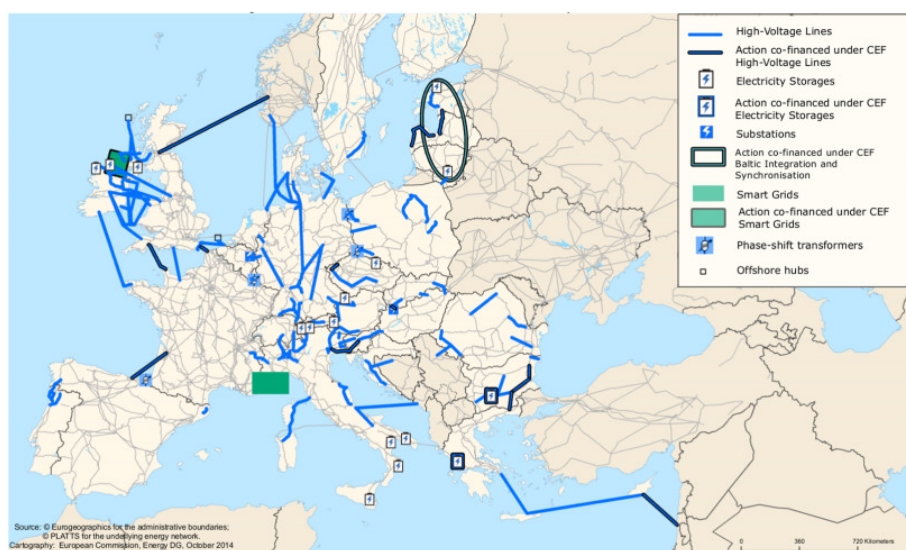 High-Voltage Lines
Action co-financed under CEF
High-Voltage Lines
Electricity Storages
Action co-financed under CEF
Electricity Storages
Substations
Action co-financed under CEF
Baltic Integration and
Synchronisation
Smart Grids
Action co-financed under CEF
Smart Grids
Phase-shift transformers
Offshore hubs
Source: © Eurogeographics for the administrative boundaries;
© PLATTS for the underlying energy network.
Cartography: European Commission, Energy DG, October 2014
0 360 720 Kilometers